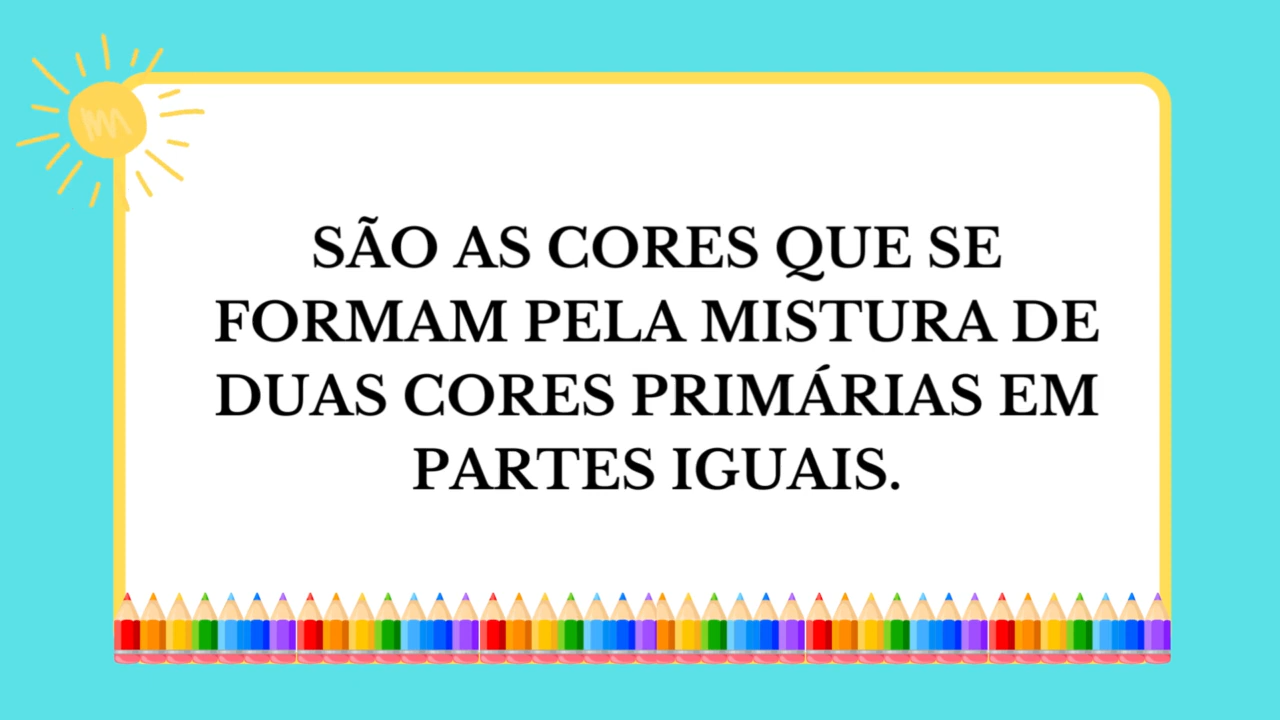 SÃO AS CORES QUE SE
FORMAM PELA MISTURA DE
DUAS CORES PRIMÁRIAS EM
PARTES IGUAIS.